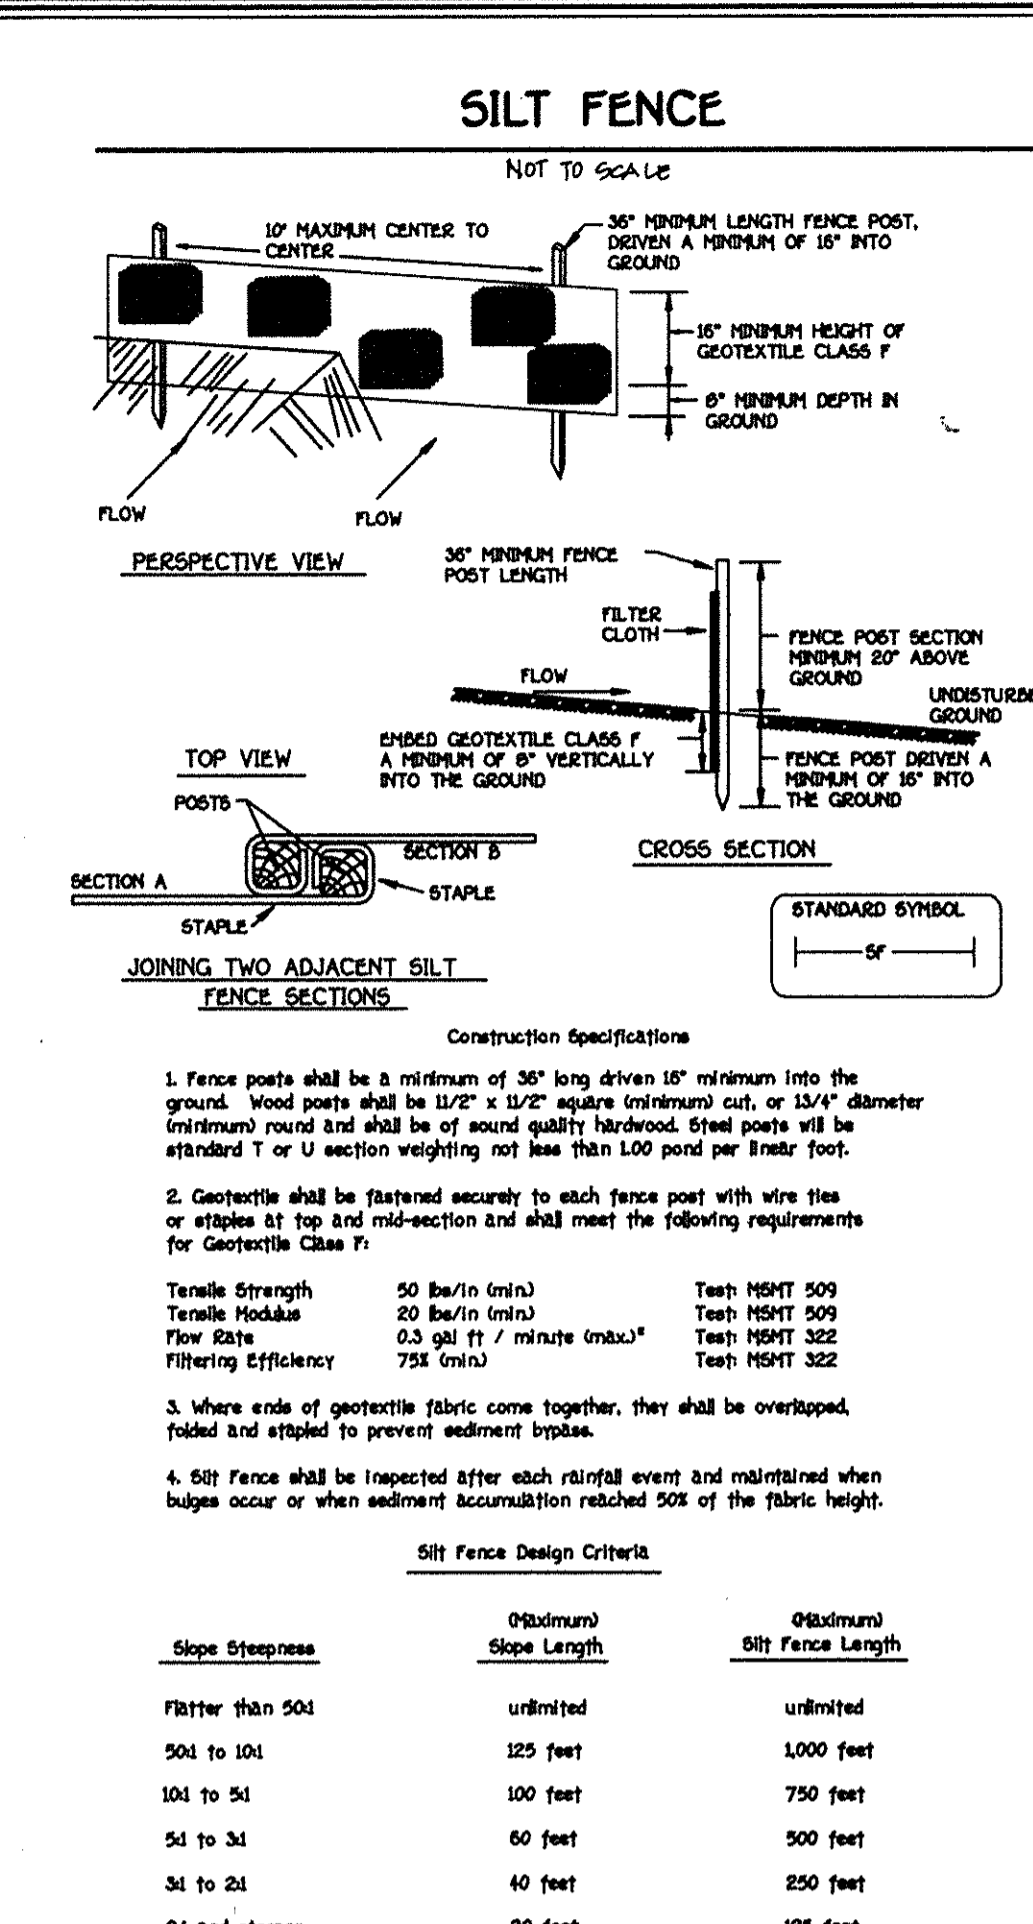 SILT FENCE
NOT TO SCALE
10' MAXIMUM CENTER TO
CENTER
36" MINIMUM LENGTH FENCE POST,
DRIVEN A MINIMUM OF 16" INTO
GROUND
16" MINIMUM HEIGHT OF
GEOTEXTILE CLASS F
8" MINIMUM DEPTH IN
GROUND
FLOW
FLOW
PERSPECTIVE VIEW
36" MINIMUM FENCE
POST LENGTH
FILTER
CLOTH
FENCE POST SECTION
MINIMUM 20" ABOVE
GROUND
FLOW
UNDISTURBE
GROUND
EMBED GEOTEXTILE CLASS F
A MINIMUM OF 8" VERTICALLY
INTO THE GROUND
FENCE POST DRIVEN A
MINIMUM OF 16" INTO
THE GROUND
TOP VIEW
POSTS
SECTION B
SECTION A
STAPLE
STAPLE
CROSS SECTION
STANDARD SYMBOL
SF
JOINING TWO ADJACENT SILT
FENCE SECTIONS
Construction Specifications
1. Fence posts shall be a minimum of 36" long driven 16" minimum into the
ground. Wood posts shall be 11/2" x 11/2" square (minimum) cut, or 13/4" diameter
(minimum) round and shall be of sound quality hardwood. Steel posts will be
standard T or U section weighting not less than 1.00 pond per linear foot.
2. Geotextile shall be fastened securely to each fence post with wire ties
or staples at top and mid-section and shall meet the following requirements
for Geotextile Class F:
Tensile Strength 50 lbs/in (min.) Test: MSMT 509
Tensile Modulus 20 lbs/in (min.) Test: MSMT 509
Flow Rate 0.3 gal ft / minute (max.)* Test: MSMT 322
Filtering Efficiency 75% (min.) Test: MSMT 322
3. Where ends of geotextile fabric come together, they shall be overlapped,
folded and stapled to prevent sediment bypass.
4. Silt Fence shall be inspected after each rainfall event and maintained when
bulges occur or when sediment accumulation reached 50% of the fabric height.
Silt Fence Design Criteria
(Maximum) (Maximum)
Slope Steepness Slope Length Silt Fence Length
Flatter than 50:1 unlimited unlimited
50:1 to 10:1 125 feet 1,000 feet
10:1 to 5:1 100 feet 750 feet
5:1 to 3:1 60 feet 500 feet
3:1 to 2:1 40 feet 250 feet